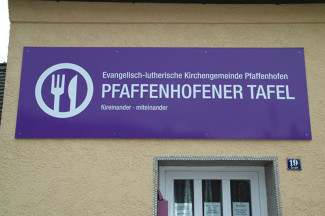 Evangelisch-lutherische Kirchengemeinde Pfaffenhofen
PFAFFENHOFENER TAFEL
füreinander · miteinander
19